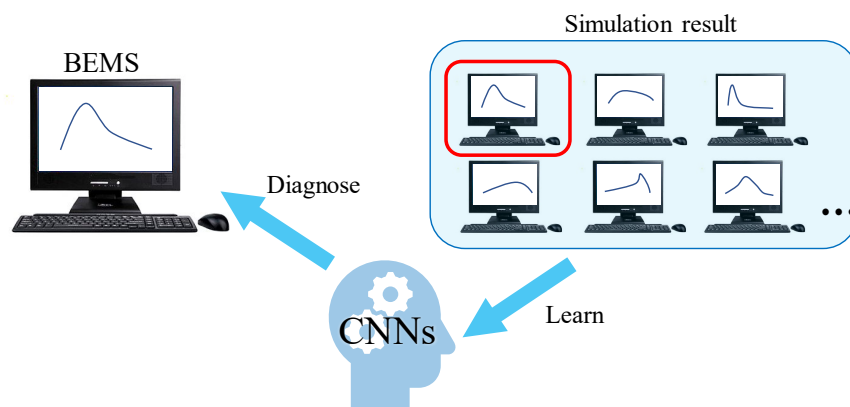 Simulation result
BEMS
Diagnose
CNNs
Learn
...